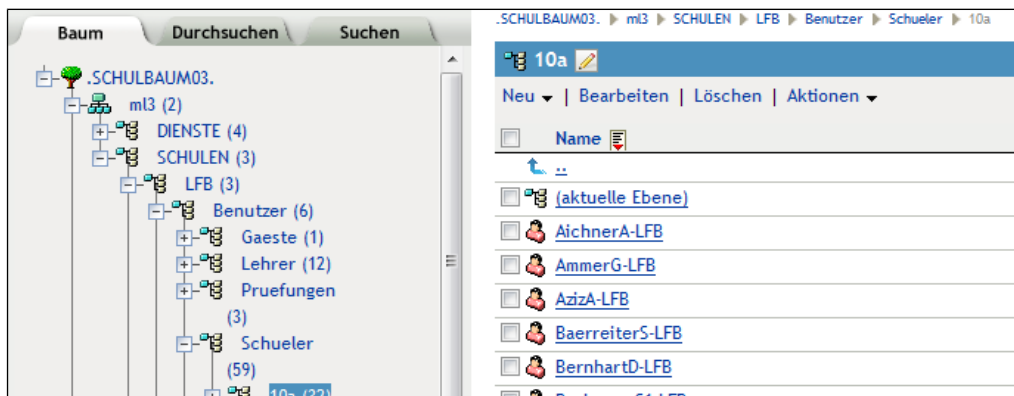 Baum
Durchsuchen
Suchen
.SCHULBAUM03.
ml3 (2)
DIENSTE (4)
SCHULEN (3)
LFB (3)
Benutzer (6)
Gaeste (1)
Lehrer (12)
Pruefungen
(3)
Schueler
(59)
10a
.SCHULBAUM03. ml3 SCHULEN LFB Benutzer Schueler 10a
10a
Neu | Bearbeiten | Löschen | Aktionen
Name
..
(aktuelle Ebene)
AichnerA-LFB
AmmerG-LFB
AzizA-LFB
BaerreiterS-LFB
BernhartD-LFB